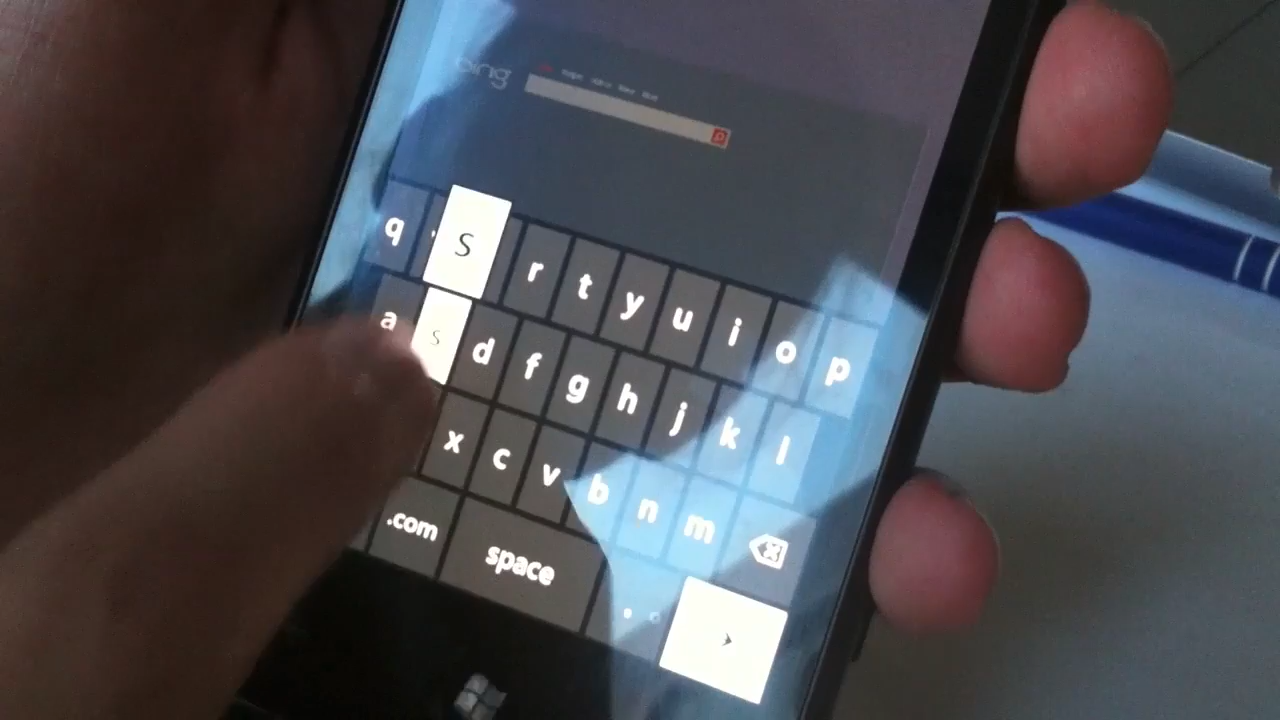 bing
q S r t y u i o p
a s d f g h j k l
x c v b n m
.com space .